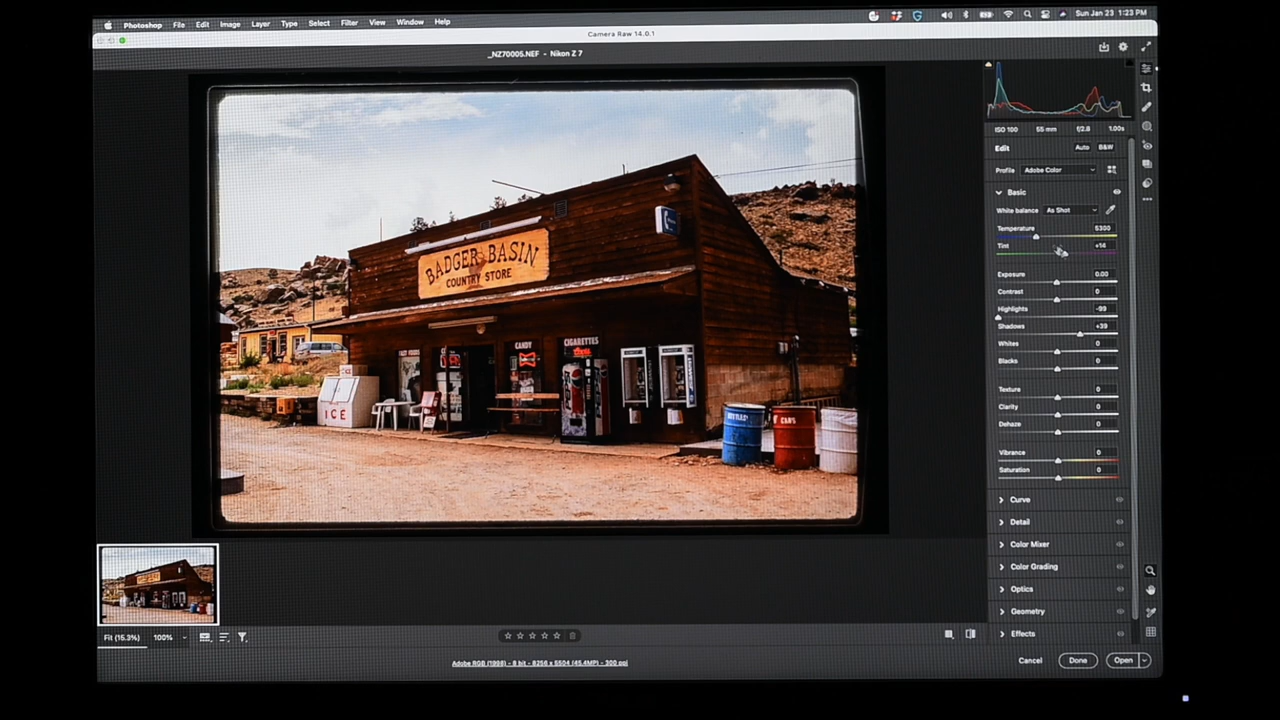 Photoshop File Edit Image Layer Type Select Filter View Window Help Sun Jan 23 1:23 PM
Camera Raw 14.0.1
_NZ70005.NEF - Nikon Z 7
ISO 100 55 mm f/2.8 1.00s
Edit Auto B&W
Profile Adobe Color
Basic
White balance As Shot
Temperature 5300
Tint +14
Exposure 0.00
Contrast 0
Highlights -99
Shadows +39
Whites 0
Blacks 0
Texture 0
Clarity 0
Dehaze 0
Vibrance 0
Saturation 0
Curve
Detail
Color Mixer
Color Grading
Optics
Geometry
Effects
BADGER BASIN
COUNTRY STORE
CANDY
CIGARETTES
ICE
CANS
Fit (15.3%) 100%
Adobe RGB (1998) - 8 bit - 8256 x 5504 (45.4MP) - 300 ppi
Cancel Done Open